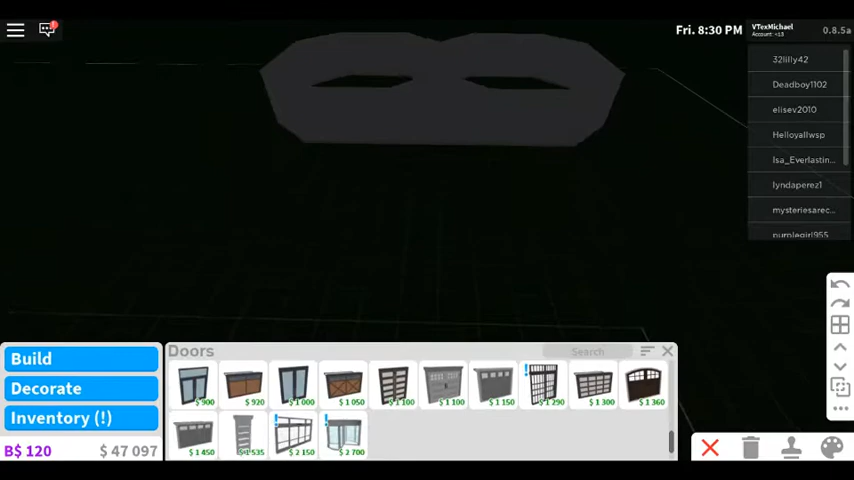 Fri. 8:30 PM
VTexMichael
Account: <13
0.8.5a
32lilly42
Deadboy1102
elisev2010
Helloyallwsp
Isa_Everlastin...
lyndaperez1
mysteriesarec...
purplegirl955
Build
Decorate
Inventory (!)
B$ 120
$ 47 097
Doors
Search
$ 900
$ 920
$ 1 000
$ 1 050
$ 1 100
$ 1 100
$ 1 150
$ 1 290
$ 1 300
$ 1 360
$ 1 450
$ 1 535
$ 2 150
$ 2 700